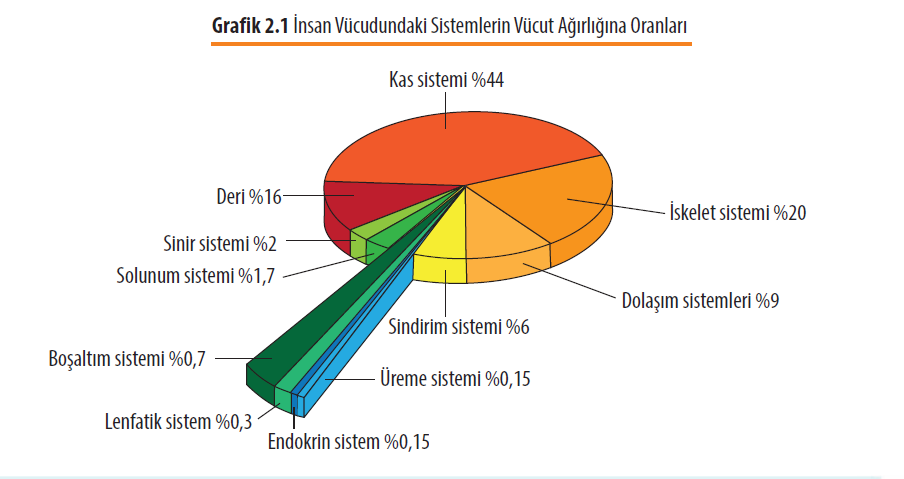 Grafik 2.1 İnsan Vücudundaki Sistemlerin Vücut Ağırlığına Oranları
Kas sistemi %44
Deri %16
İskelet sistemi %20
Sinir sistemi %2
Solunum sistemi %1,7
Dolaşım sistemleri %9
Sindirim sistemi %6
Boşaltım sistemi %0,7
Üreme sistemi %0,15
Lenfatik sistem %0,3
Endokrin sistem %0,15